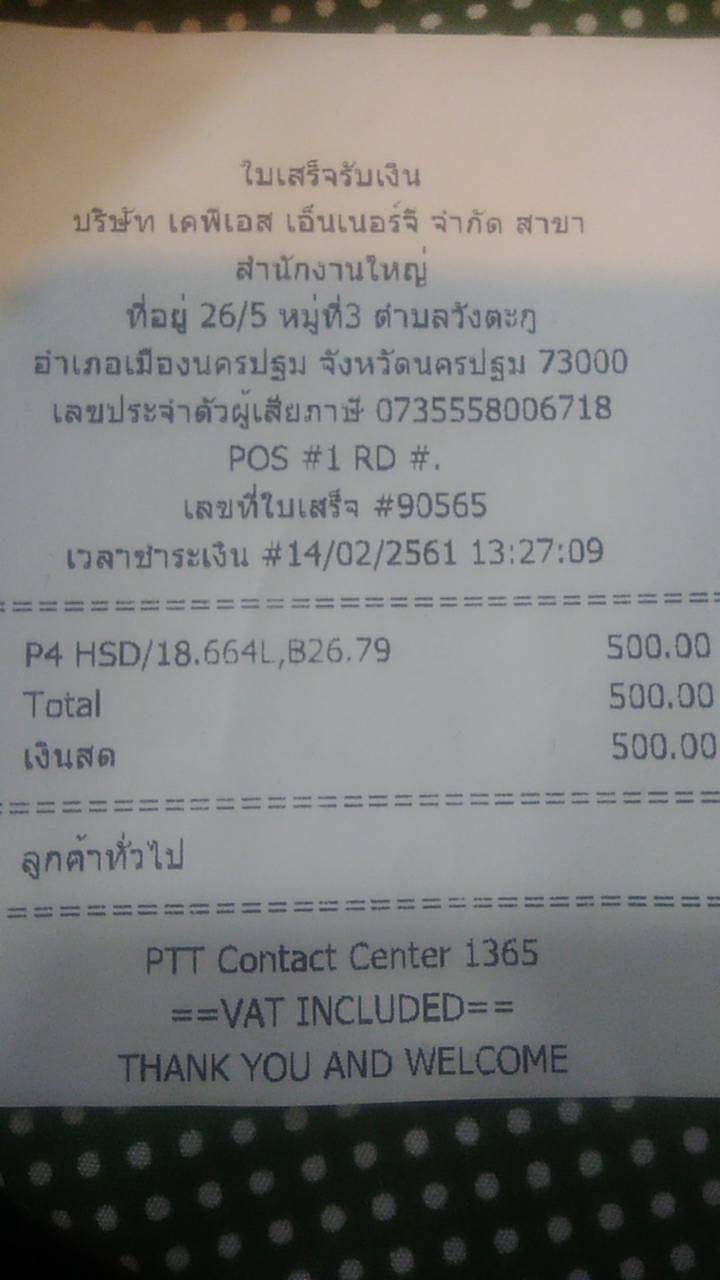 ใบเสร็จรับเงิน
บริษัท เคพีเอส เอ็นเนอร์จี จำกัด สาขา
สำนักงานใหญ่
ที่อยู่ 26/5 หมู่ที่3 ตำบลวังตะกู
อำเภอเมืองนครปฐม จังหวัดนครปฐม 73000
เลขประจำตัวผู้เสียภาษี 0735558006718
POS #1 RD #.
เลขที่ใบเสร็จ #90565
เวลาชำระเงิน #14/02/2561 13:27:09
================================
P4 HSD/18.664L,B26.79 500.00
Total 500.00
เงินสด 500.00
================================
ลูกค้าทั่วไป
================================
PTT Contact Center 1365
==VAT INCLUDED==
THANK YOU AND WELCOME